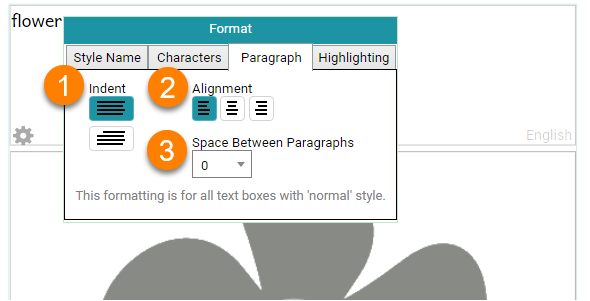 flower
Format
Style Name Characters Paragraph Highlighting
1 Indent 2 Alignment
3 Space Between Paragraphs
0
English
This formatting is for all text boxes with 'normal' style.